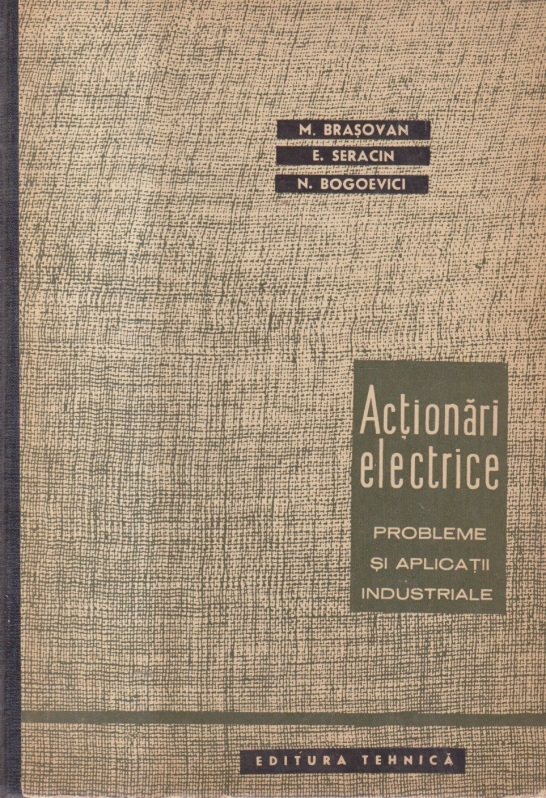 M. BRAȘOVAN
E. SERACIN
N. BOGOEVICI
Acționări
electrice
PROBLEME
ȘI APLICAȚII
INDUSTRIALE
EDITURA TEHNICĂ